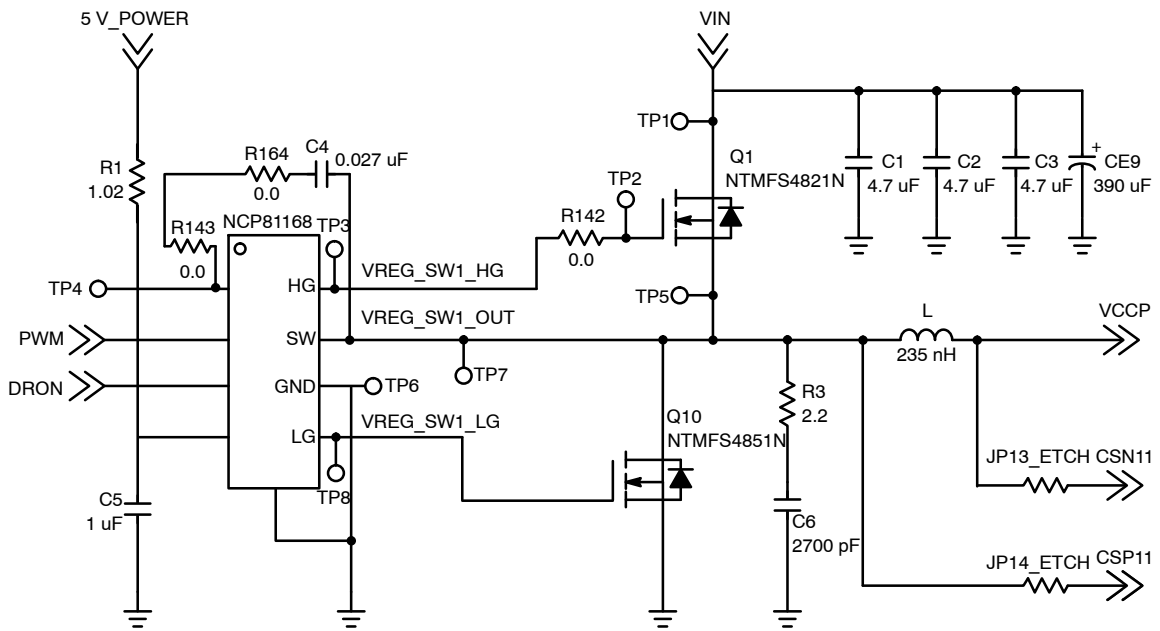 5 V_POWER
VIN
TP1
R1
1.02
R164
0.0
C4
0.027 uF
Q1
NTMFS4821N
C1
4.7 uF
C2
4.7 uF
C3
4.7 uF
+
CE9
390 uF
R143
0.0
NCP81168
TP3
TP2
R142
0.0
TP4
HG
VREG_SW1_HG
TP5
PWM
SW
VREG_SW1_OUT
L
235 nH
VCCP
DRON
GND
TP6
TP7
R3
2.2
LG
VREG_SW1_LG
Q10
NTMFS4851N
TP8
JP13_ETCH CSN11
C5
1 uF
C6
2700 pF
JP14_ETCH CSP11